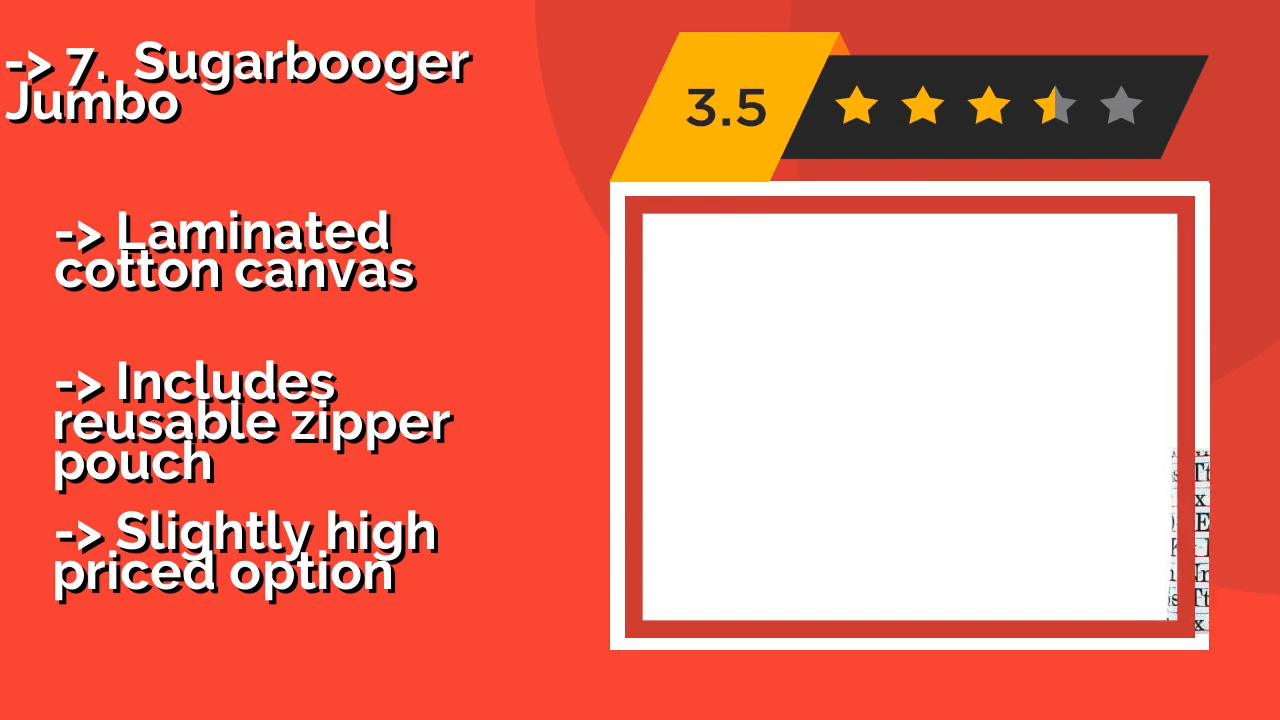 -> 7.  Sugarbooger
Jumbo
3.5
-> Laminated
cotton canvas
-> Includes
reusable zipper
pouch
-> Slightly high
priced option